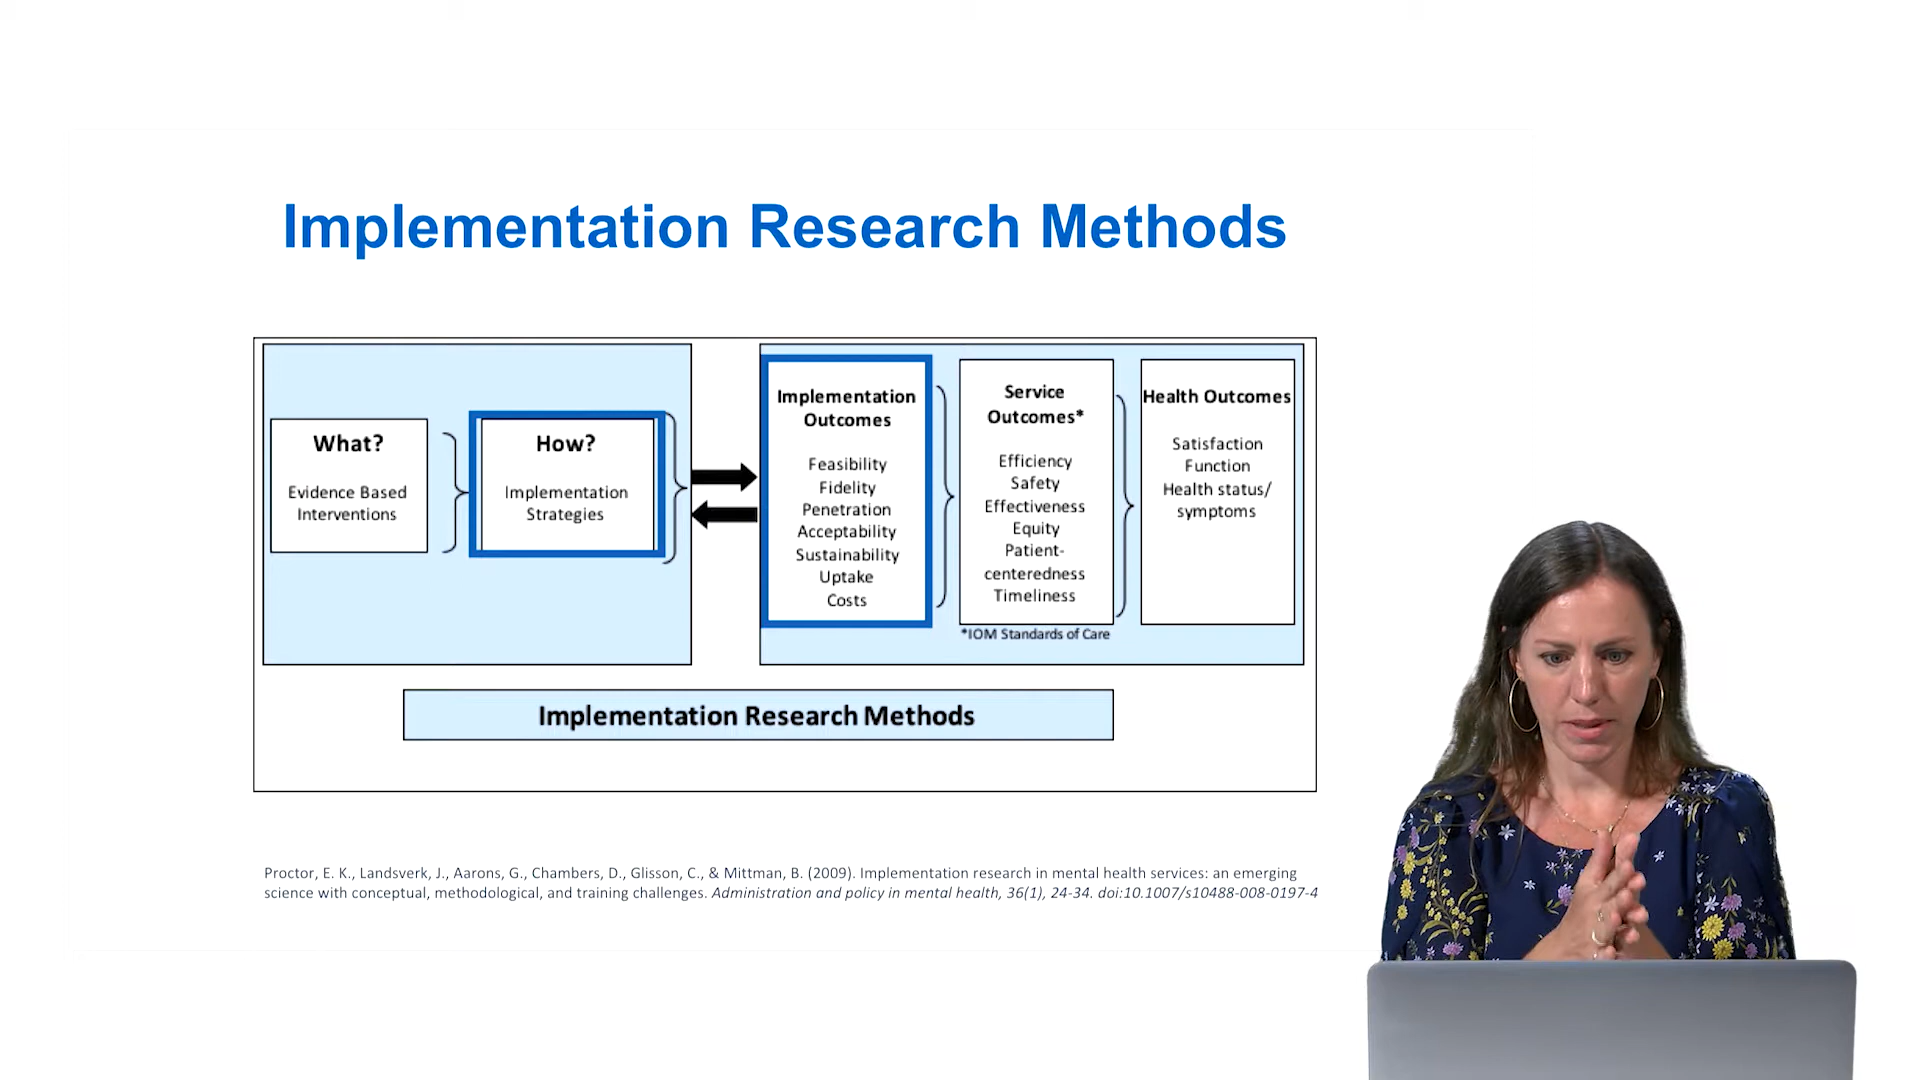 Implementation Research Methods
What?
Evidence Based
Interventions
How?
Implementation
Strategies
Implementation
Outcomes
Feasibility
Fidelity
Penetration
Acceptability
Sustainability
Uptake
Costs
Service
Outcomes*
Efficiency
Safety
Effectiveness
Equity
Patient-
centeredness
Timeliness
*IOM Standards of Care
Health Outcomes
Satisfaction
Function
Health status/
symptoms
Implementation Research Methods
Proctor, E. K., Landsverk, J., Aarons, G., Chambers, D., Glisson, C., & Mittman, B. (2009). Implementation research in mental health services: an emerging
science with conceptual, methodological, and training challenges. Administration and policy in mental health, 36(1), 24-34. doi:10.1007/s10488-008-0197-4